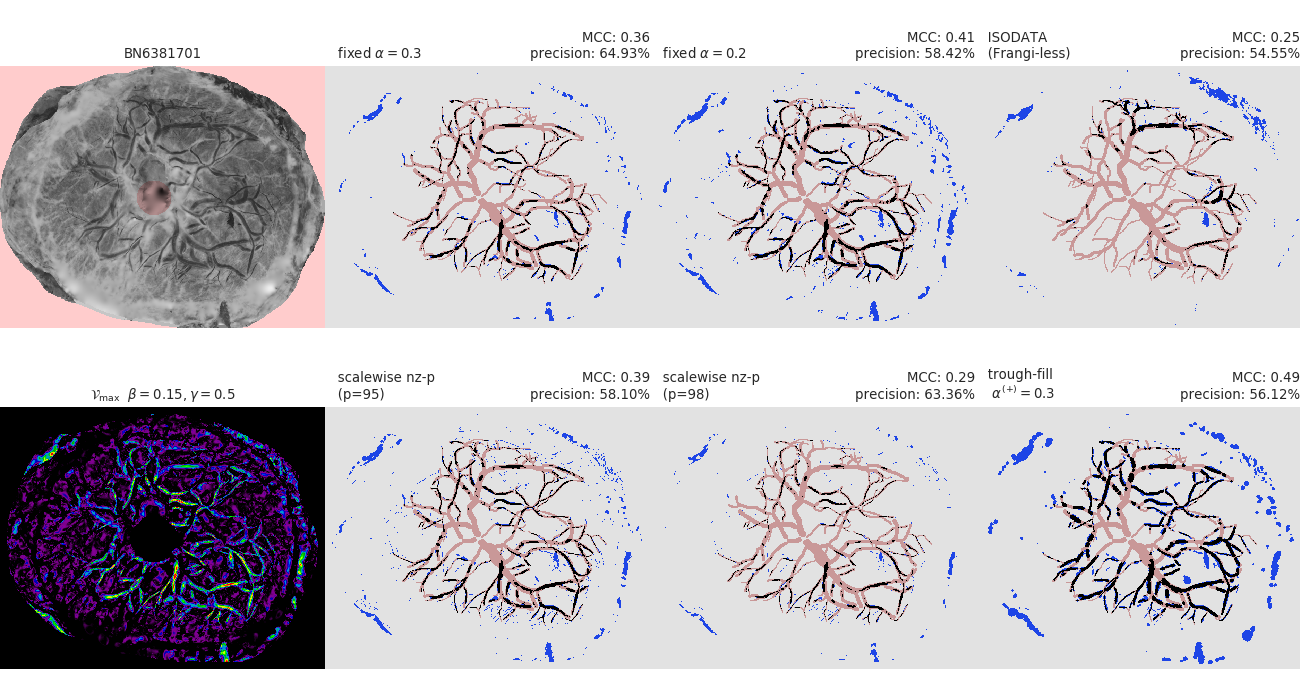 BN6381701
fixed α = 0.3
MCC: 0.36
precision: 64.93%
fixed α = 0.2
MCC: 0.41
precision: 58.42%
ISODATA
(Frangi-less)
MCC: 0.25
precision: 54.55%
𝒱max β = 0.15, γ = 0.5
scalewise nz-p
(p=95)
MCC: 0.39
precision: 58.10%
scalewise nz-p
(p=98)
MCC: 0.29
precision: 63.36%
trough-fill
α(+) = 0.3
MCC: 0.49
precision: 56.12%